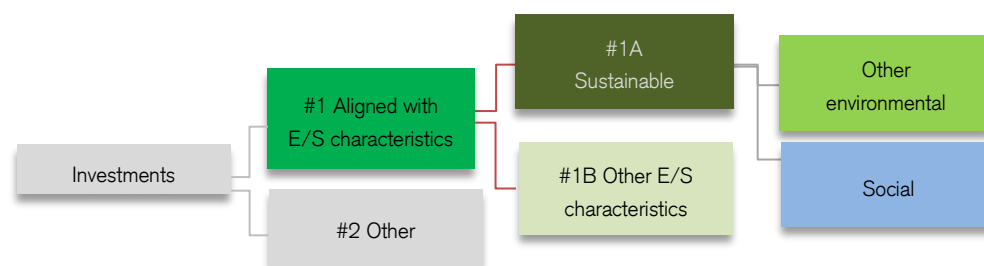 Investments
#1 Aligned with
E/S characteristics
#2 Other
#1A
Sustainable
#1B Other E/S
characteristics
Other
environmental
Social